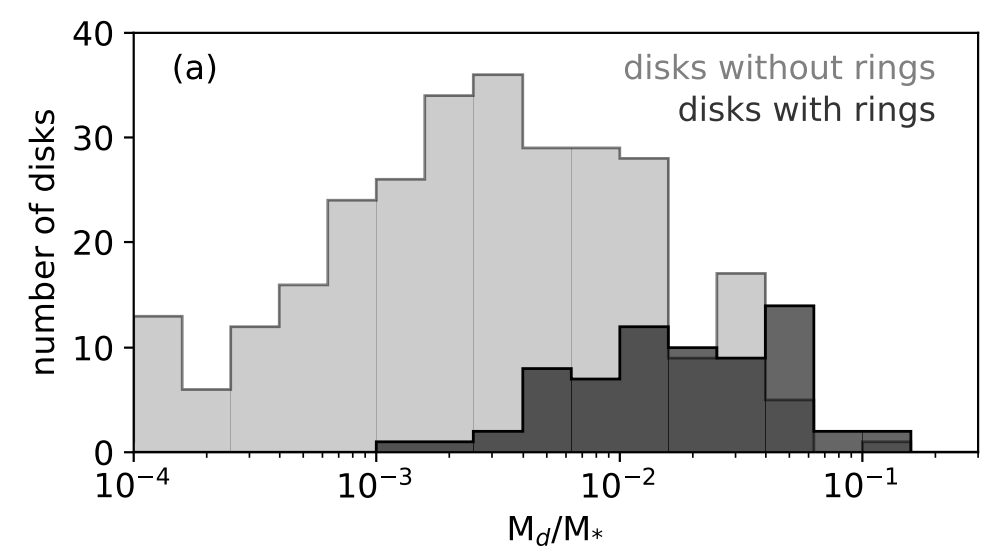 (a)
disks without rings
disks with rings
number of disks
40
30
20
10
0
10⁻⁴
10⁻³
10⁻²
10⁻¹
M_d/M_*